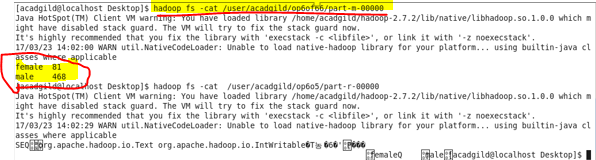 [acadgild@localhost Desktop]$ hadoop fs -cat /user/acadgild/op6of66/part-m-00000
Java HotSpot(TM) Client VM warning: You have loaded library /home/acadgild/hadoop-2.7.2/lib/native/libhadoop.so.1.0.0 which m
ight have disabled stack guard. The VM will try to fix the stack guard now.
It's highly recommended that you fix the library with 'execstack -c <libfile>', or link it with '-z noexecstack'.
17/03/23 14:02:00 WARN util.NativeCodeLoader: Unable to load native-hadoop library for your platform... using builtin-java cl
asses where applicable
female 81
male 468
acadgild@localhost Desktop]$ hadoop fs -cat /user/acadgild/op6o5/part-r-00000
Java HotSpot(TM) Client VM warning: You have loaded library /home/acadgild/hadoop-2.7.2/lib/native/libhadoop.so.1.0.0 which m
ight have disabled stack guard. The VM will try to fix the stack guard now.
It's highly recommended that you fix the library with 'execstack -c <libfile>', or link it with '-z noexecstack'.
17/03/23 14:02:29 WARN util.NativeCodeLoader: Unable to load native-hadoop library for your platform... using builtin-java cl
asses where applicable
SEQ org.apache.hadoop.io.Text org.apache.hadoop.io.IntWritable
femaleQ male[acadgild@localhost Desktop]$